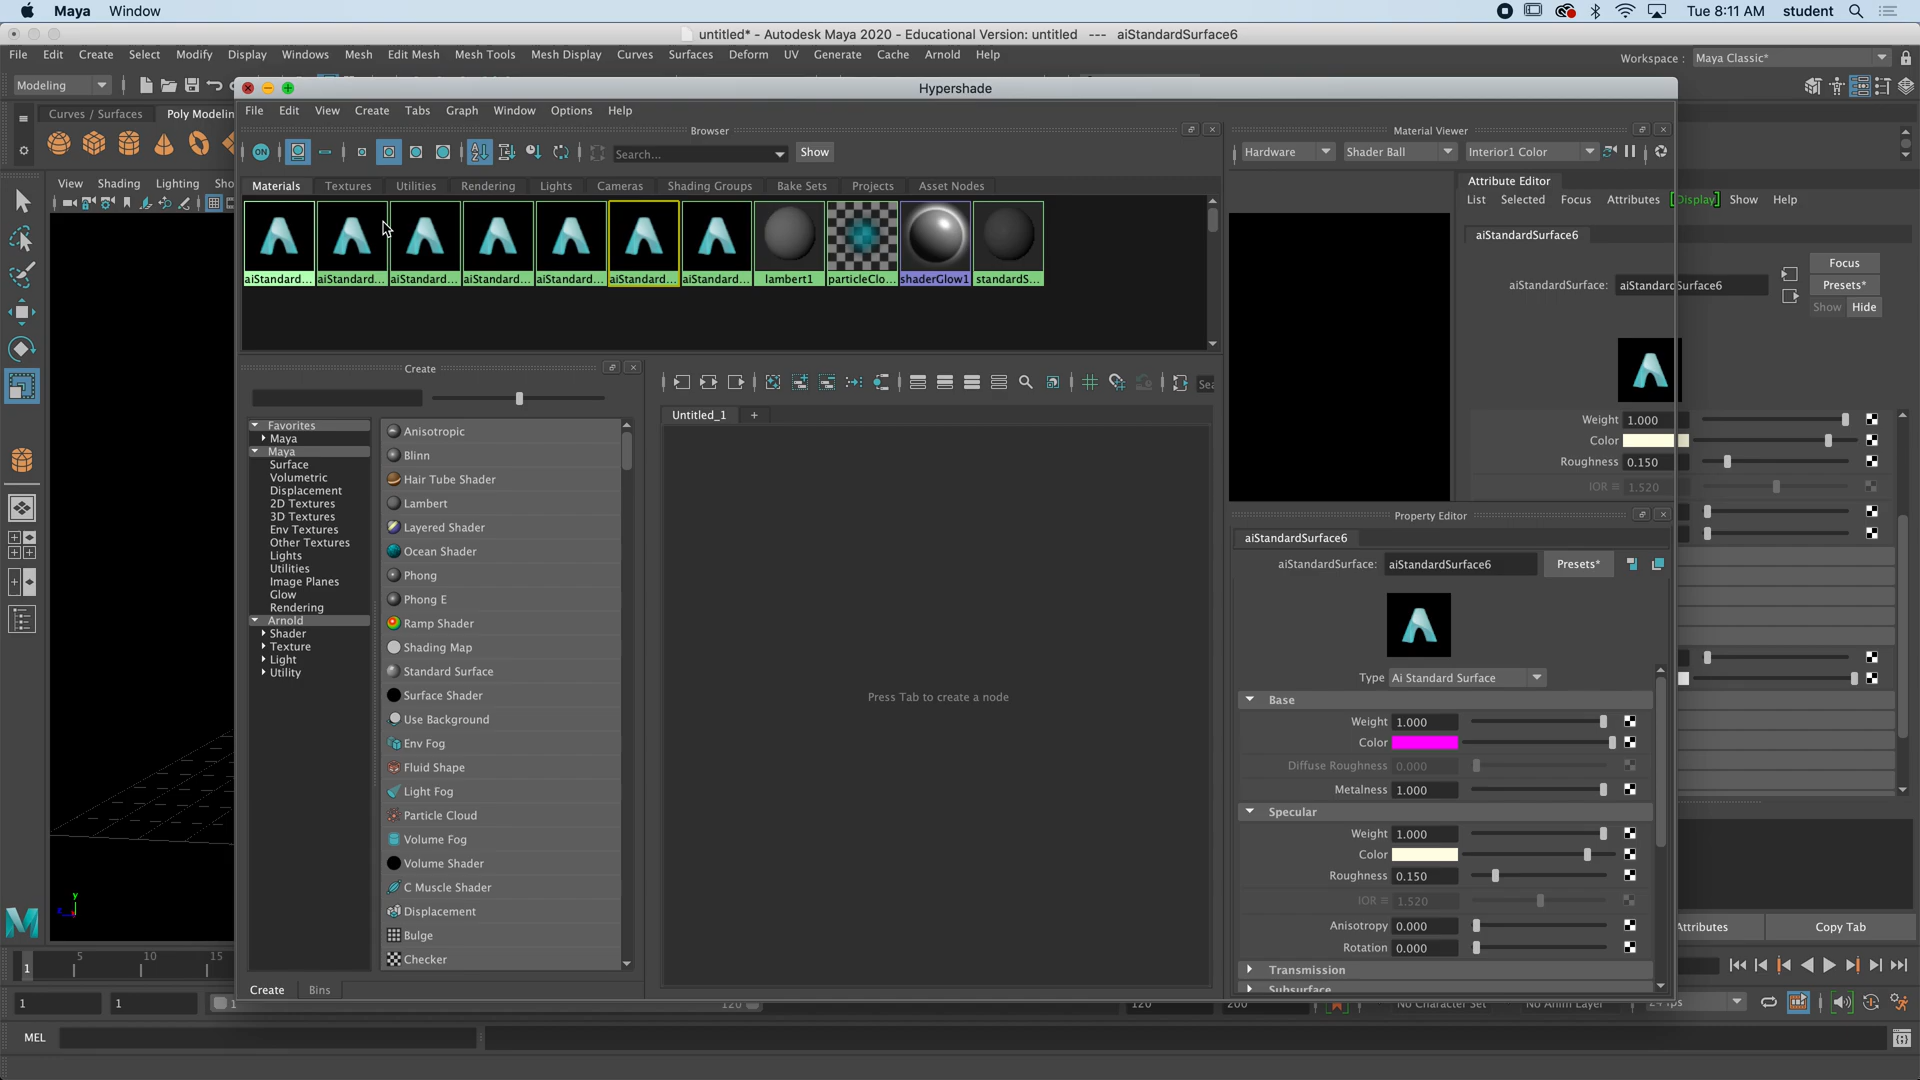 Maya Window Tue 8:11 AM student
untitled* - Autodesk Maya 2020 - Educational Version: untitled --- aiStandardSurface6
File Edit Create Select Modify Display Windows Mesh Edit Mesh Mesh Tools Mesh Display Curves Surfaces Deform UV Generate Cache Arnold Help Workspace: Maya Classic*
Modeling Hypershade
File Edit View Create Tabs Graph Window Options Help
Curves / Surfaces Poly Modelin
Browser
Material Viewer
Search... Show Hardware Shader Ball Interior1 Color
Attribute Editor
View Shading Lighting Sho
Materials Textures Utilities Rendering Lights Cameras Shading Groups Bake Sets Projects Asset Nodes
List Selected Focus Attributes [Display] Show Help
aiStandardSurface6
aiStandard... aiStandard... aiStandard... aiStandard... aiStandard... aiStandard... aiStandard... lambert1 particleClo... shaderGlow1 standardS...
Focus
aiStandardSurface: aiStandardSurface6 Presets*
Show Hide
Create
Untitled_1 +
Press Tab to create a node
Favorites
Maya
Maya
Surface
Volumetric
Displacement
2D Textures
3D Textures
Env Textures
Other Textures
Lights
Utilities
Image Planes
Glow
Rendering
Arnold
Shader
Texture
Light
Utility
Anisotropic
Blinn
Hair Tube Shader
Lambert
Layered Shader
Ocean Shader
Phong
Phong E
Ramp Shader
Shading Map
Standard Surface
Surface Shader
Use Background
Env Fog
Fluid Shape
Light Fog
Particle Cloud
Volume Fog
Volume Shader
C Muscle Shader
Displacement
Bulge
Checker
Create Bins
Weight 1.000
Color
Roughness 0.150
IOR 1.520
Property Editor
aiStandardSurface6
aiStandardSurface: aiStandardSurface6 Presets*
Type Ai Standard Surface
Base
Weight 1.000
Color
Diffuse Roughness 0.000
Metalness 1.000
Specular
Weight 1.000
Color
Roughness 0.150
IOR 1.520
Anisotropy 0.000
Rotation 0.000
Transmission
Subsurface
Attributes Copy Tab
y
1 5 10 15
1 1 1 120 120 200 No Character Set No Anim Layer 24 fps
MEL